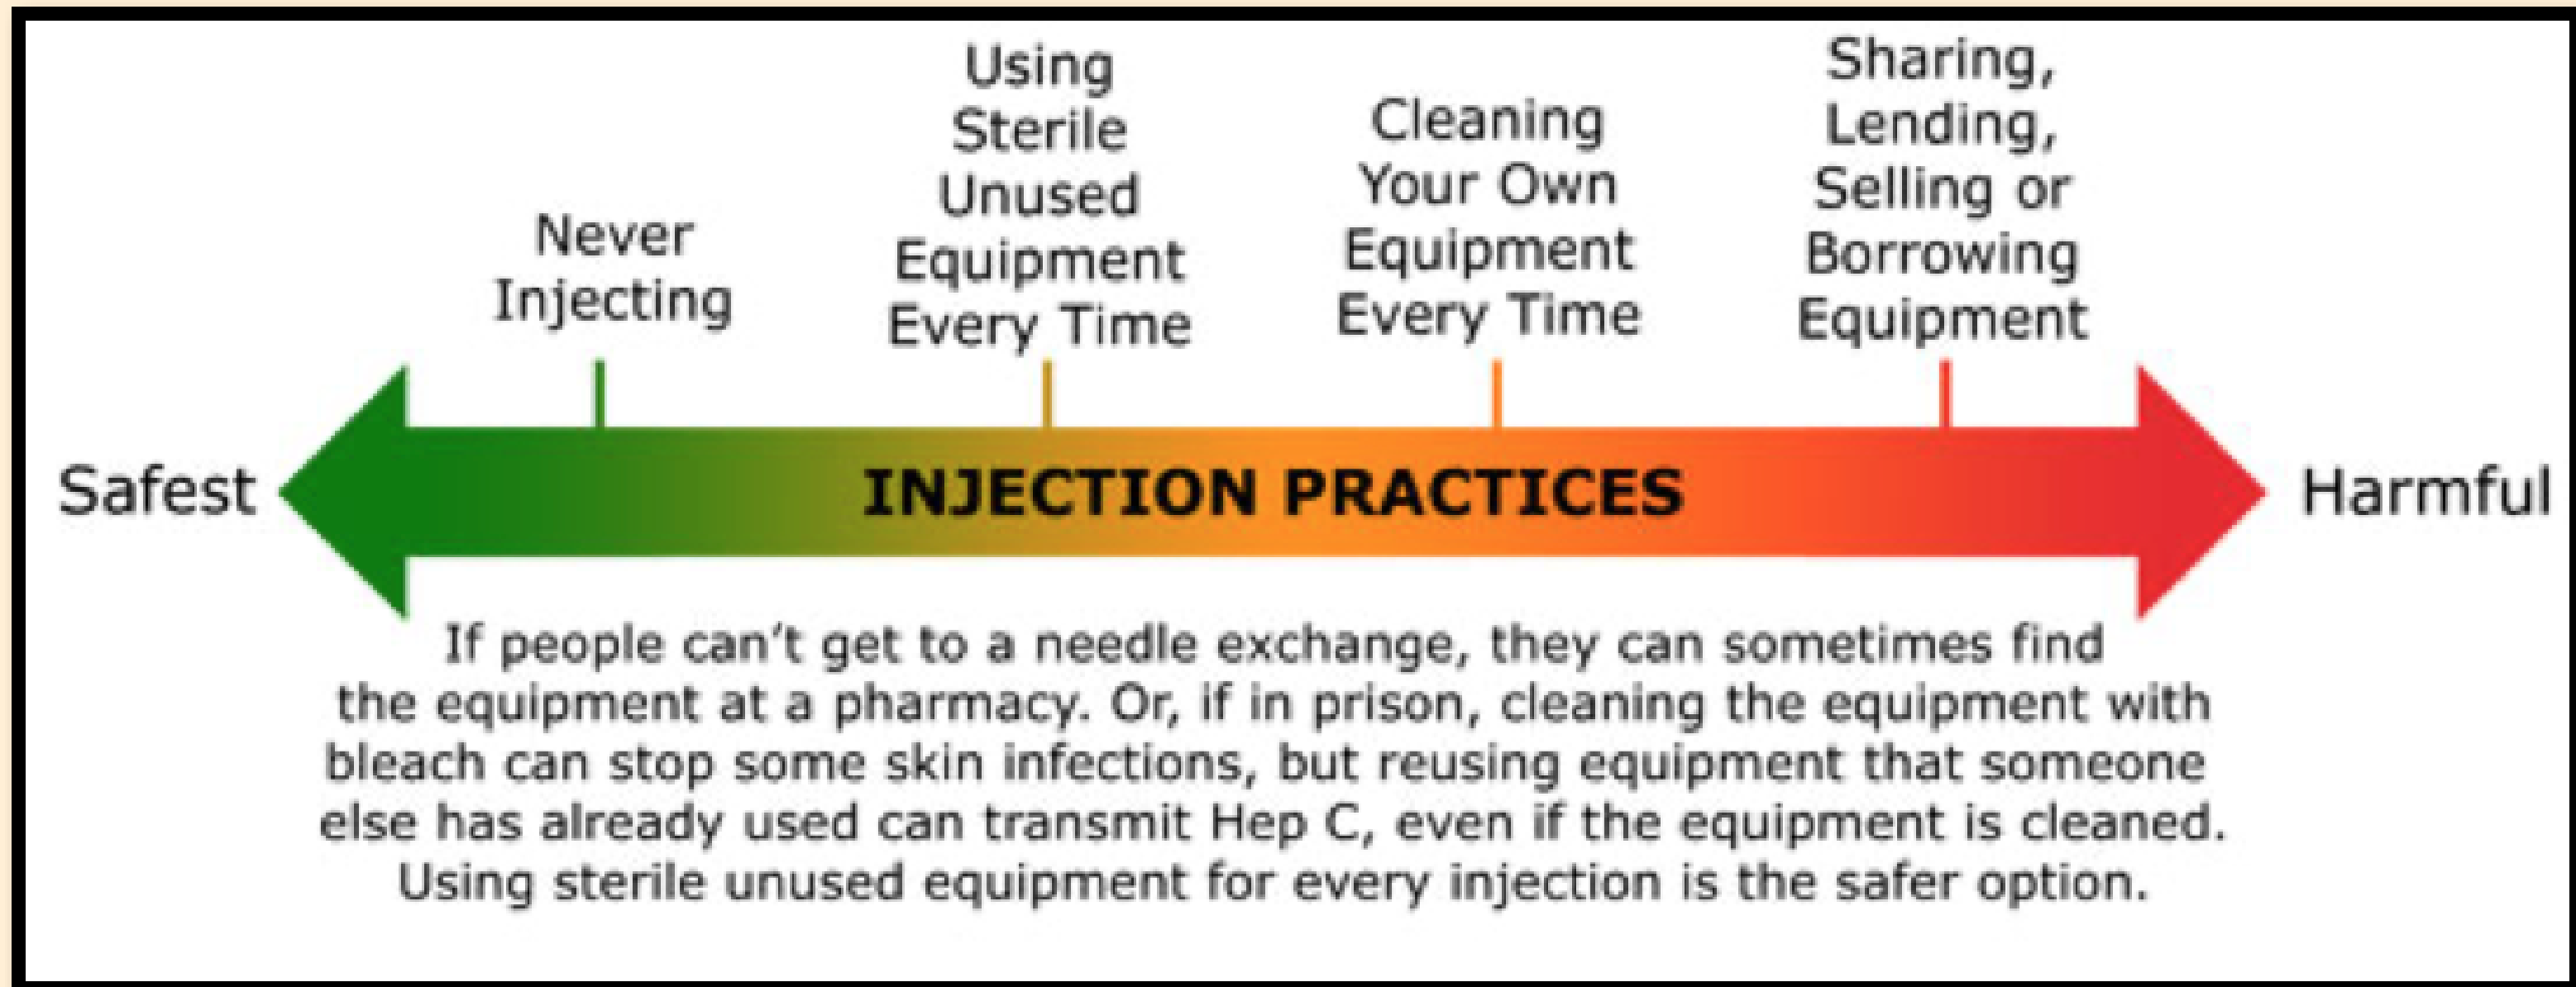 Never
Injecting
Using
Sterile
Unused
Equipment
Every Time
Cleaning
Your Own
Equipment
Every Time
Sharing,
Lending,
Selling or
Borrowing
Equipment
Safest
INJECTION PRACTICES
Harmful
If people can’t get to a needle exchange, they can sometimes find
the equipment at a pharmacy. Or, if in prison, cleaning the equipment with
bleach can stop some skin infections, but reusing equipment that someone
else has already used can transmit Hep C, even if the equipment is cleaned.
Using sterile unused equipment for every injection is the safer option.